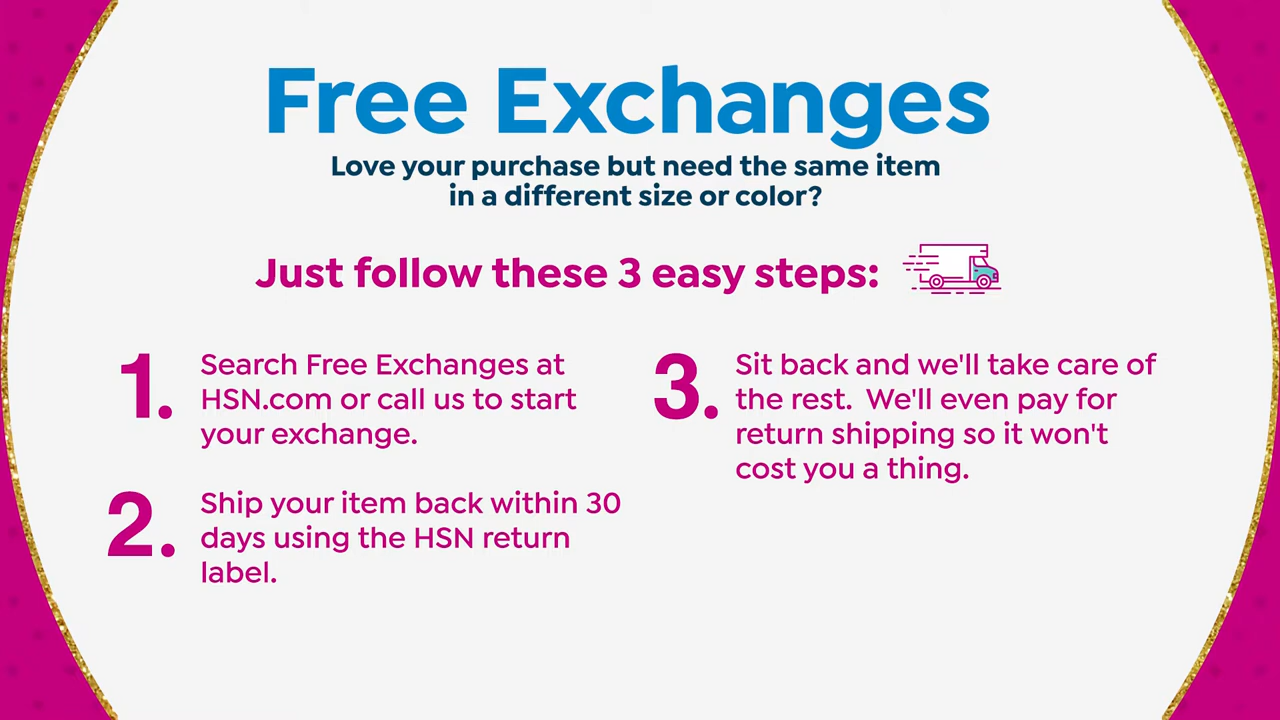 Free Exchanges
Love your purchase but need the same item
in a different size or color?
Just follow these 3 easy steps:
1. Search Free Exchanges at
HSN.com or call us to start
your exchange.
2. Ship your item back within 30
days using the HSN return
label.
3. Sit back and we'll take care of
the rest.  We'll even pay for
return shipping so it won't
cost you a thing.